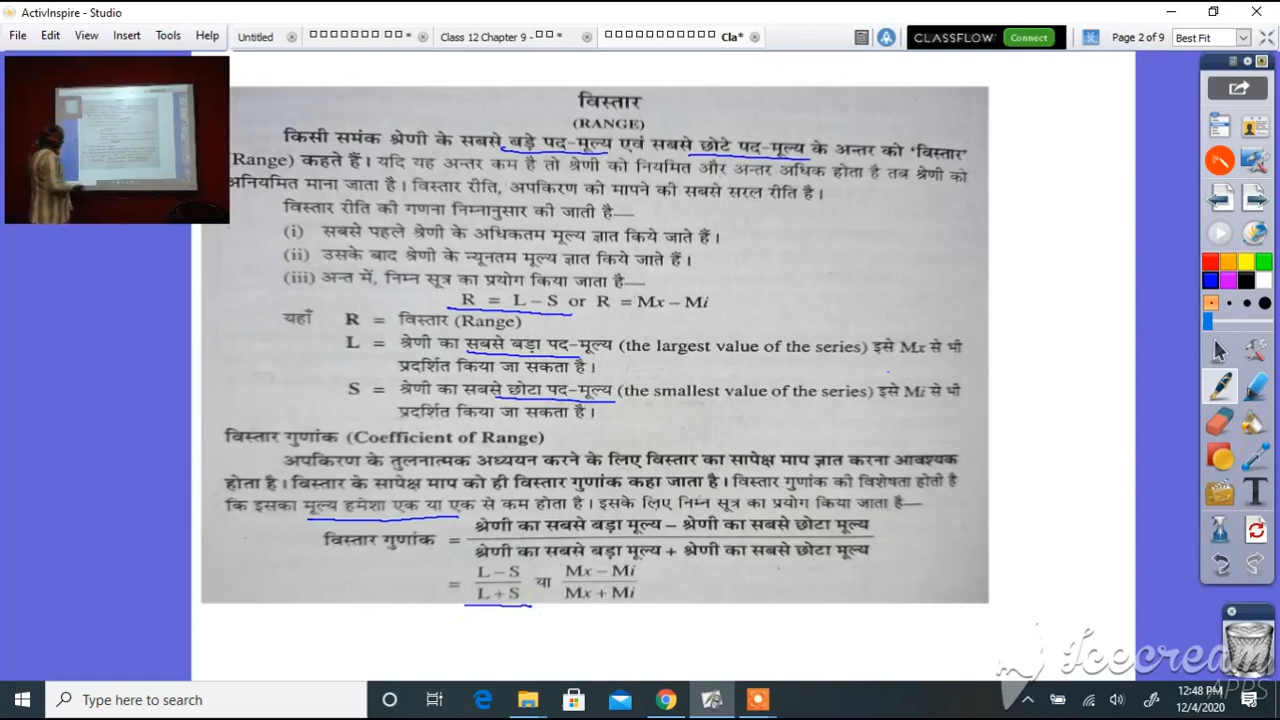 ActivInspire - Studio
File Edit View Insert Tools Help
Untitled
Class 12 Chapter 9 -
Cla*
CLASSFLOW Connect
Page 2 of 9
Best Fit
विस्तार
(RANGE)
किसी समंक श्रेणी के सबसे बड़े पद-मूल्य एवं सबसे छोटे पद-मूल्य के अन्तर को 'विस्तार'
(Range) कहते हैं। यदि यह अन्तर कम है तो श्रेणी को नियमित और अन्तर अधिक होता है तब श्रेणी को
अनियमित माना जाता है। विस्तार रीति, अपकिरण को मापने की सबसे सरल रीति है।
विस्तार रीति की गणना निम्नानुसार की जाती है—
(i) सबसे पहले श्रेणी के अधिकतम मूल्य ज्ञात किये जाते हैं।
(ii) उसके बाद श्रेणी के न्यूनतम मूल्य ज्ञात किये जाते हैं।
(iii) अन्त में, निम्न सूत्र का प्रयोग किया जाता है—
R = L – S or R = Mx – Mi
यहाँ R = विस्तार (Range)
L = श्रेणी का सबसे बड़ा पद-मूल्य (the largest value of the series) इसे Mx से भी
प्रदर्शित किया जा सकता है।
S = श्रेणी का सबसे छोटा पद-मूल्य (the smallest value of the series) इसे Mi से भी
प्रदर्शित किया जा सकता है।
विस्तार गुणांक (Coefficient of Range)
अपकिरण के तुलनात्मक अध्ययन करने के लिए विस्तार का सापेक्ष माप ज्ञात करना आवश्यक
होता है। विस्तार के सापेक्ष माप को ही विस्तार गुणांक कहा जाता है। विस्तार गुणांक की विशेषता होती है
कि इसका मूल्य हमेशा एक या एक से कम होता है। इसके लिए निम्न सूत्र का प्रयोग किया जाता है—
श्रेणी का सबसे बड़ा मूल्य – श्रेणी का सबसे छोटा मूल्य
विस्तार गुणांक =
श्रेणी का सबसे बड़ा मूल्य + श्रेणी का सबसे छोटा मूल्य
L – S या Mx – Mi
=
L + S Mx + Mi
Icecream
APPS
Type here to search
12:48 PM
12/4/2020